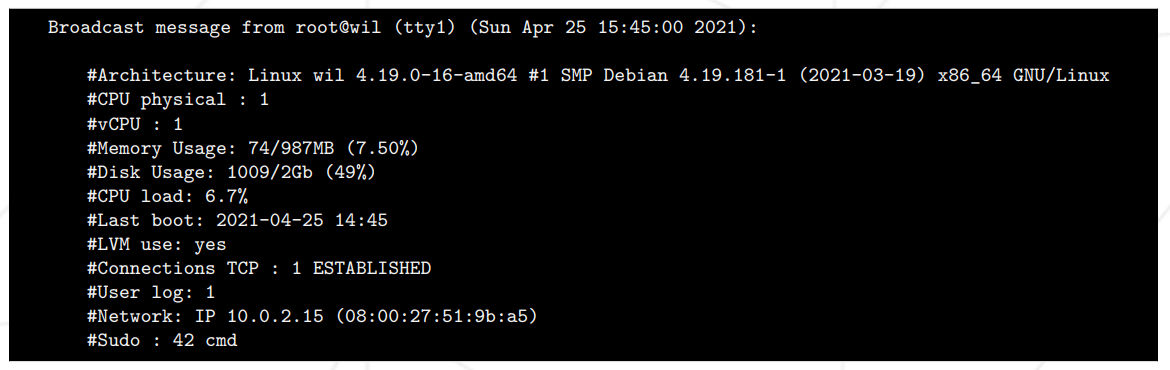 Broadcast message from root@wil (tty1) (Sun Apr 25 15:45:00 2021):
#Architecture: Linux wil 4.19.0-16-amd64 #1 SMP Debian 4.19.181-1 (2021-03-19) x86_64 GNU/Linux
#CPU physical : 1
#vCPU : 1
#Memory Usage: 74/987MB (7.50%)
#Disk Usage: 1009/2Gb (49%)
#CPU load: 6.7%
#Last boot: 2021-04-25 14:45
#LVM use: yes
#Connections TCP : 1 ESTABLISHED
#User log: 1
#Network: IP 10.0.2.15 (08:00:27:51:9b:a5)
#Sudo : 42 cmd